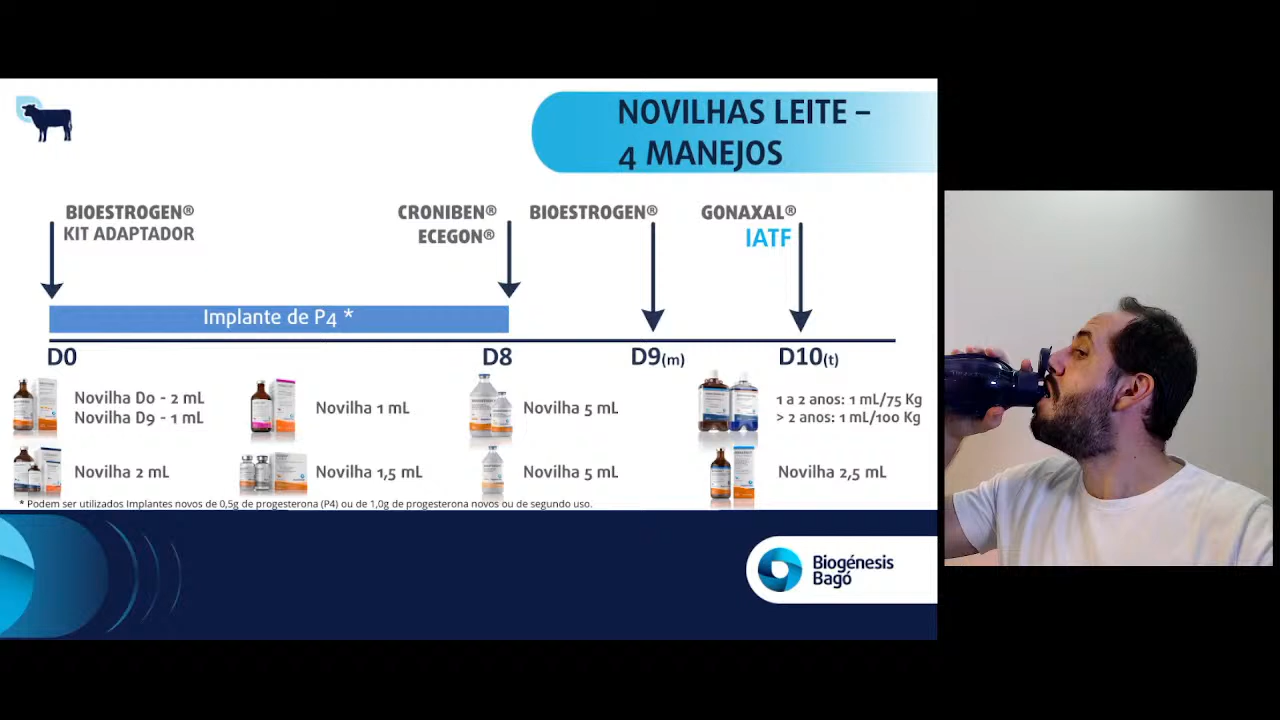 NOVILHAS LEITE –
4 MANEJOS
BIOESTROGEN®
KIT ADAPTADOR
CRONIBEN®
ECEGON®
BIOESTROGEN®
GONAXAL®
IATF
Implante de P4 *
D0
D8
D9(m)
D10(t)
Novilha D0 - 2 mL
Novilha D9 - 1 mL
Novilha 1 mL
Novilha 5 mL
1 a 2 anos: 1 mL/75 Kg
> 2 anos: 1 mL/100 Kg
Novilha 2 mL
Novilha 1,5 mL
Novilha 5 mL
Novilha 2,5 mL
* Podem ser utilizados Implantes novos de 0,5g de progesterona (P4) ou de 1,0g de progesterona novos ou de segundo uso.
Biogénesis
Bagó